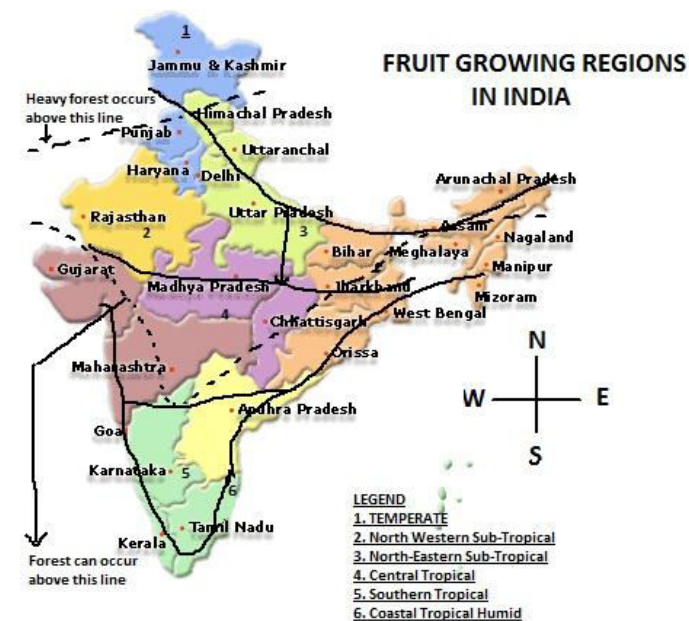 FRUIT GROWING REGIONS
IN INDIA
1
Jammu & Kashmir
Heavy forest occurs
above this line
Himachal Pradesh
Punjab
Uttaranchal
Haryana
Delhi
Arunachal Pradesh
Rajasthan
2
Uttar Pradesh
3
Assam
Nagaland
Bihar
Meghalaya
Gujarat
Manipur
Madhya Pradesh
Jharkhand
Mizoram
4
Chhattisgarh
West Bengal
Orissa
Maharashtra
N
W
E
S
Andhra Pradesh
Goa
Karnataka
5
6
Tamil Nadu
Kerala
Forest can occur
above this line
LEGEND
1. TEMPERATE
2. North Western Sub-Tropical
3. North-Eastern Sub-Tropical
4. Central Tropical
5. Southern Tropical
6. Coastal Tropical Humid